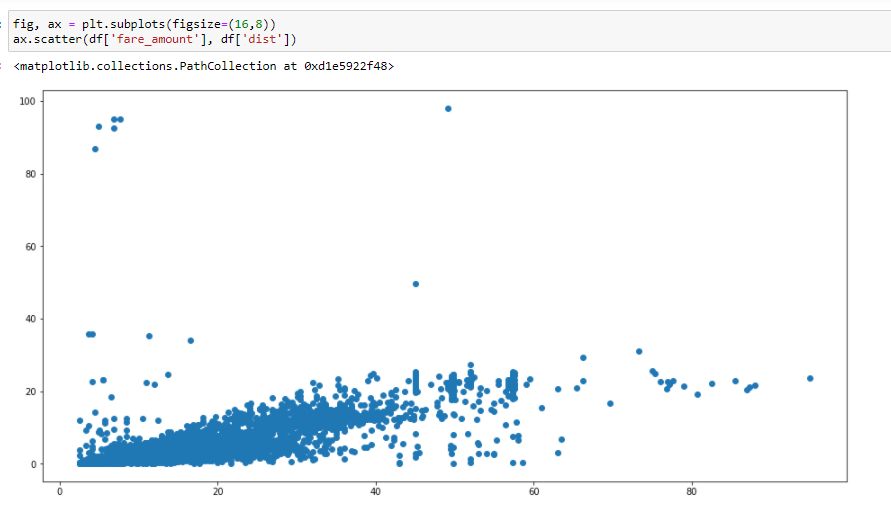 fig, ax = plt.subplots(figsize=(16,8))
ax.scatter(df['fare_amount'], df['dist'])
<matplotlib.collections.PathCollection at 0xd1e5922f48>
100
80
60
40
20
0
0 20 40 60 80